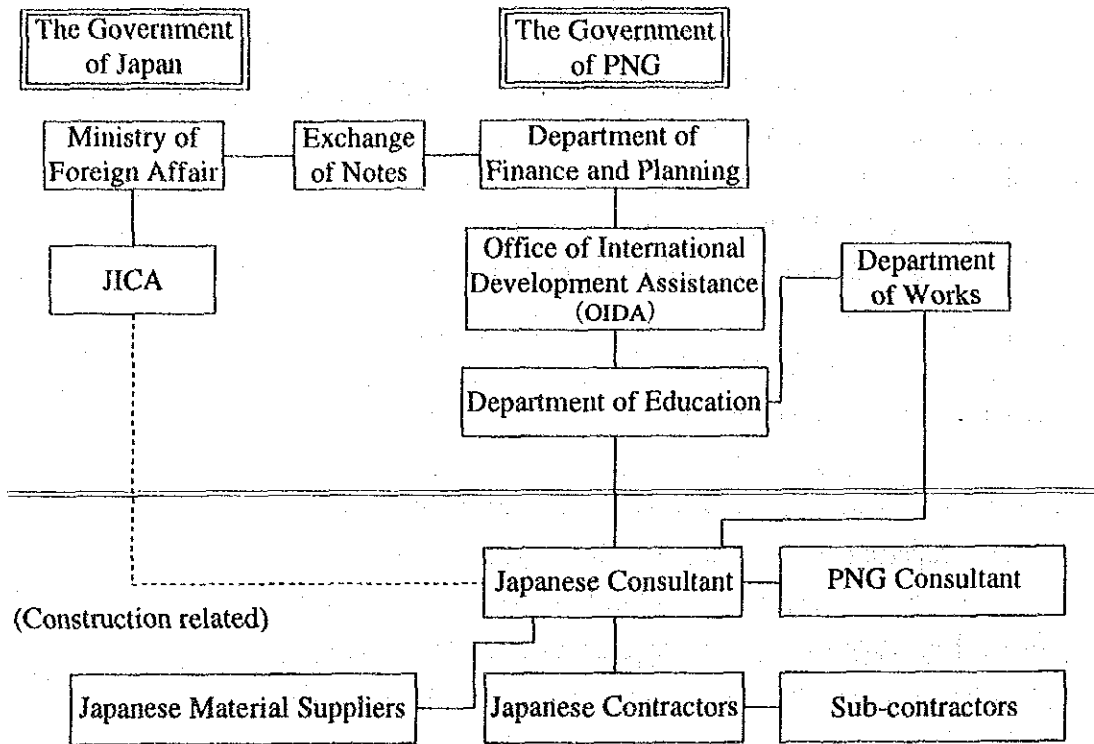 The Government
of Japan
The Government
of PNG
Ministry of
Foreign Affair
Exchange
of Notes
Department of
Finance and Planning
JICA
Office of International
Development Assistance
(OIDA)
Department
of Works
Department of Education
Japanese Consultant
PNG Consultant
(Construction related)
Japanese Material Suppliers
Japanese Contractors
Sub-contractors